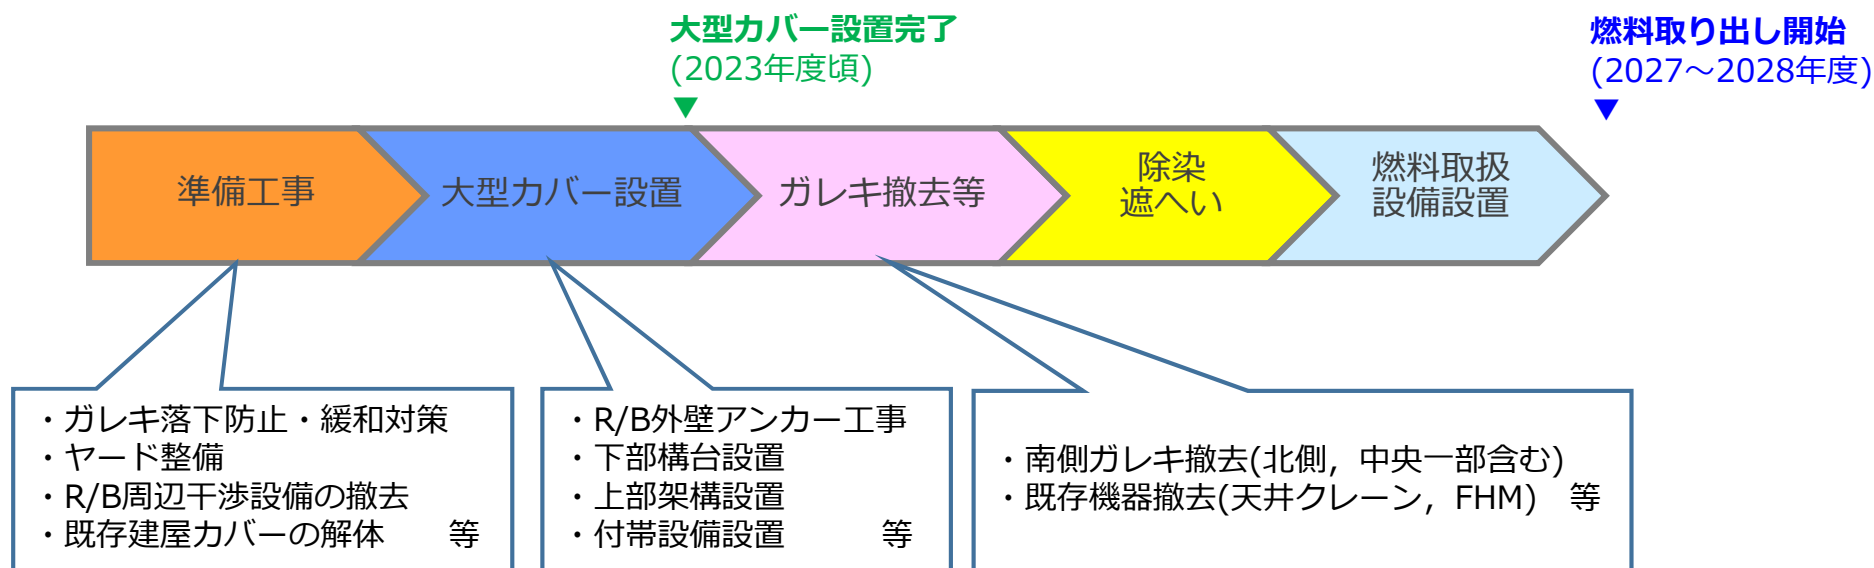 大型カバー設置完了
(2023年度頃)
▼
燃料取り出し開始
(2027～2028年度)
▼
準備工事
大型カバー設置
ガレキ撤去等
除染
遮へい
燃料取扱
設備設置
・ガレキ落下防止・緩和対策
・ヤード整備
・R/B周辺干渉設備の撤去
・既存建屋カバーの解体　　等
・R/B外壁アンカー工事
・下部構台設置
・上部架構設置
・付帯設備設置　　　等
・南側ガレキ撤去(北側，中央一部含む)
・既存機器撤去(天井クレーン，FHM)　等